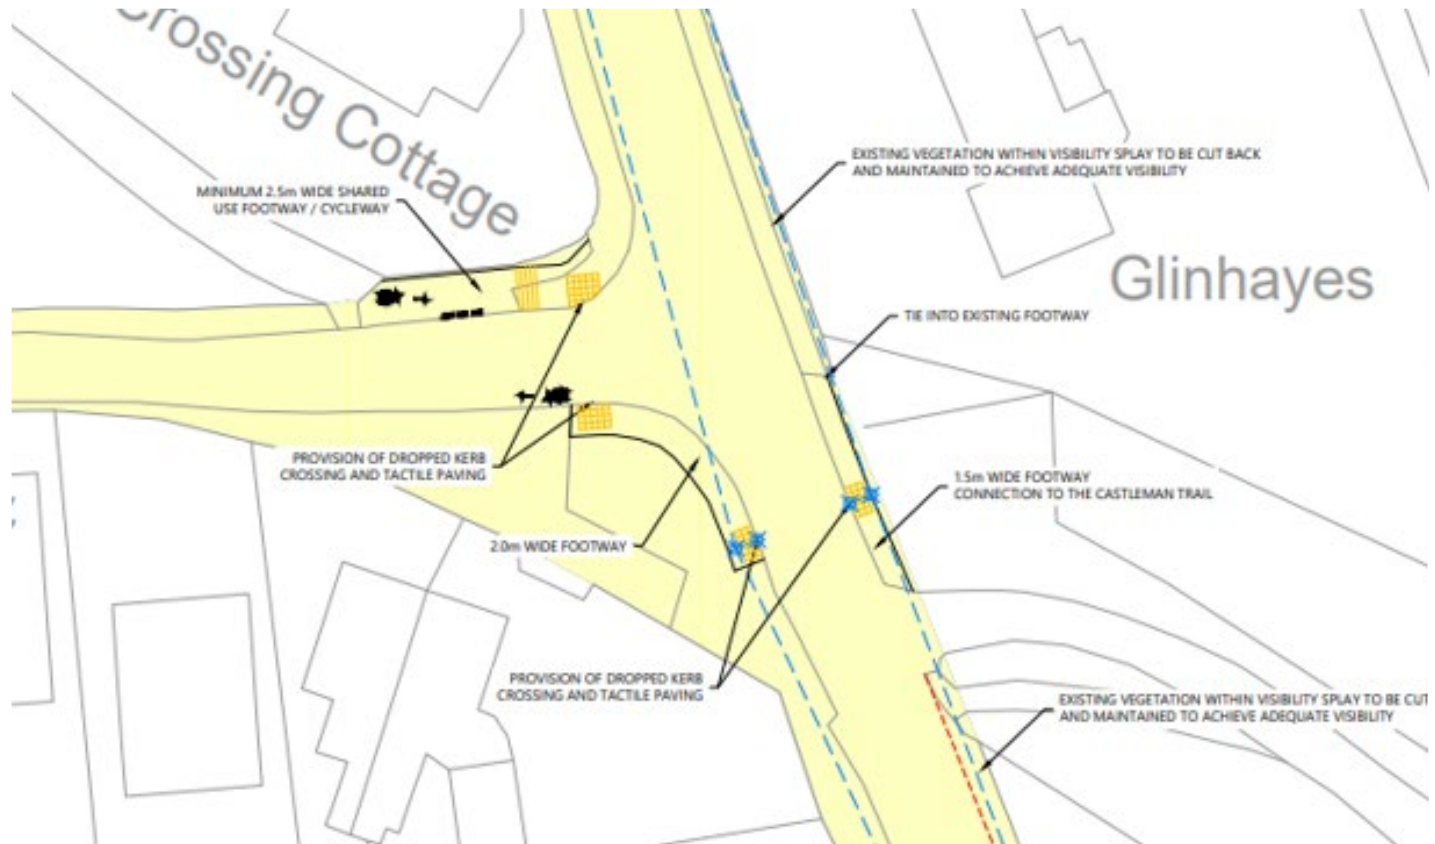 Crossing Cottage
EXISTING VEGETATION WITHIN VISIBILITY SPLAY TO BE CUT BACK
AND MAINTAINED TO ACHIEVE ADEQUATE VISIBILITY
MINIMUM 2.5m WIDE SHARED
USE FOOTWAY / CYCLEWAY
Glinhayes
TIE INTO EXISTING FOOTWAY
PROVISION OF DROPPED KERB
CROSSING AND TACTILE PAVING
1.5m WIDE FOOTWAY
CONNECTION TO THE CASTLEMAN TRAIL
2.0m WIDE FOOTWAY
PROVISION OF DROPPED KERB
CROSSING AND TACTILE PAVING
EXISTING VEGETATION WITHIN VISIBILITY SPLAY TO BE CUT
AND MAINTAINED TO ACHIEVE ADEQUATE VISIBILITY